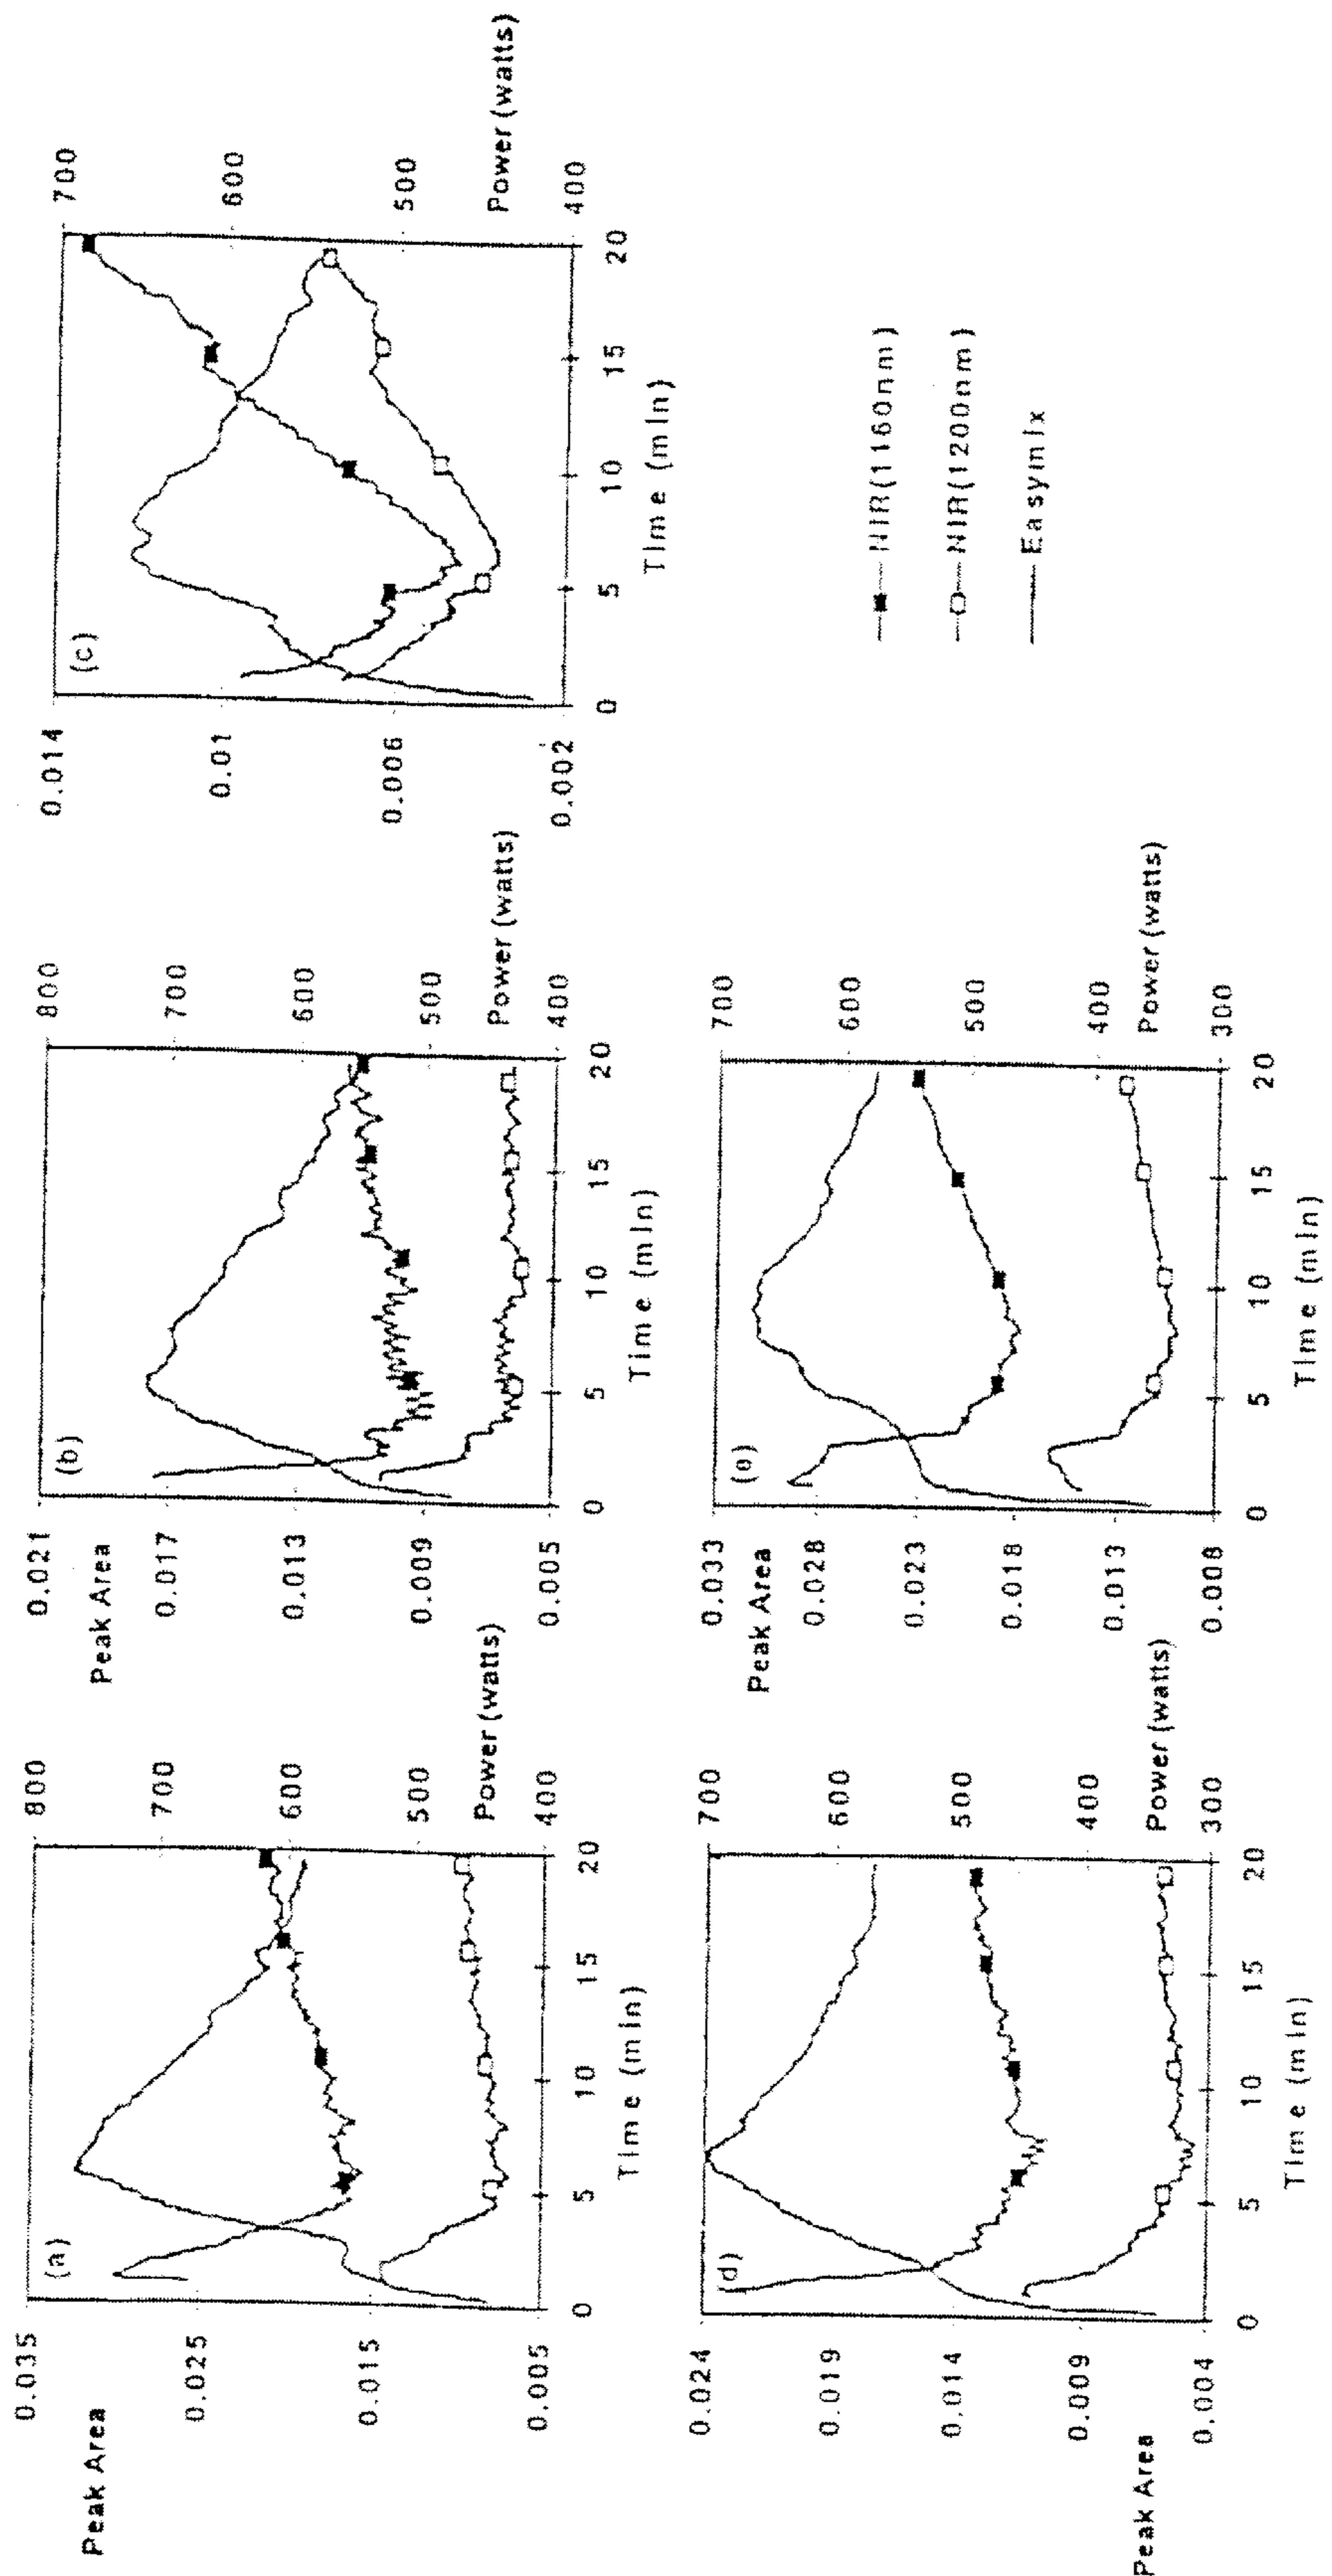 (a)
Peak Area
0.035
0.025
0.015
0.005
800
700
600
500
400
Power (watts)
0 5 10 15 20
Time (min)
(b)
Peak Area
0.021
0.017
0.013
0.009
0.005
800
700
600
500
400
Power (watts)
0 5 10 15 20
Time (min)
(c)
0.014
0.01
0.006
0.002
700
600
500
400
Power (watts)
0 5 10 15 20
Time (min)
(d)
Peak Area
0.024
0.019
0.014
0.009
0.004
700
600
500
400
300
Power (watts)
0 5 10 15 20
Time (min)
(e)
Peak Area
0.033
0.028
0.023
0.018
0.013
0.008
700
600
500
400
300
Power (watts)
0 5 10 15 20
Time (min)
NIR(1160nm)
NIR(1200nm)
Easymix